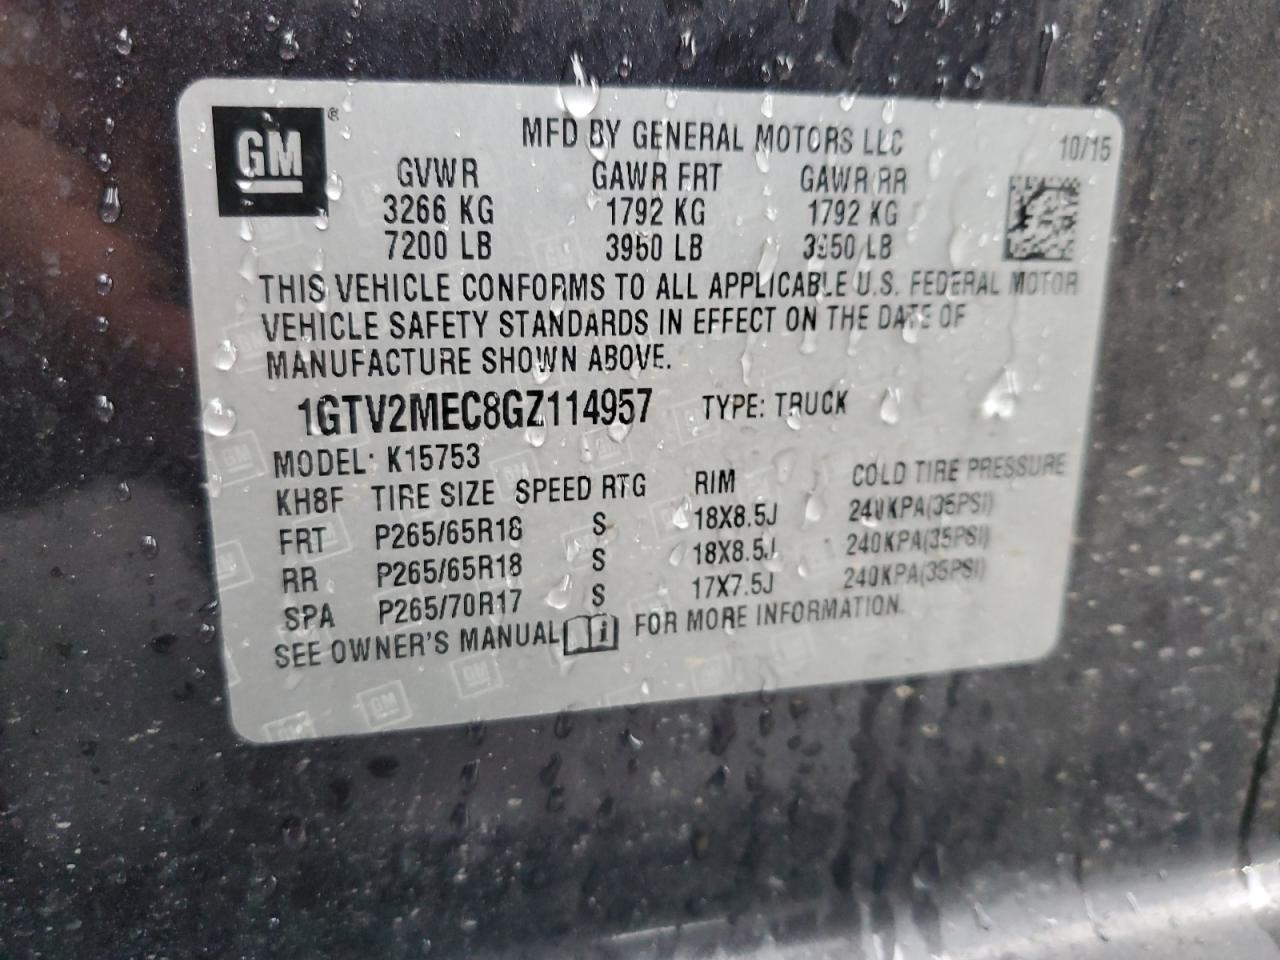 GM ®
MFD BY GENERAL MOTORS LLC 10/15
GVWR GAWR FRT GAWR RR
3266 KG 1792 KG 1792 KG
7200 LB 3950 LB 3950 LB
THIS VEHICLE CONFORMS TO ALL APPLICABLE U.S. FEDERAL MOTOR
VEHICLE SAFETY STANDARDS IN EFFECT ON THE DATE OF
MANUFACTURE SHOWN ABOVE.
1GTV2MEC8GZ114957 TYPE: TRUCK
MODEL: K15753
KH8F TIRE SIZE SPEED RTG RIM COLD TIRE PRESSURE
FRT P265/65R18 S 18X8.5J 240KPA(35PSI)
RR P265/65R18 S 18X8.5J 240KPA(35PSI)
SPA P265/70R17 S 17X7.5J 240KPA(35PSI)
SEE OWNER'S MANUAL i FOR MORE INFORMATION.